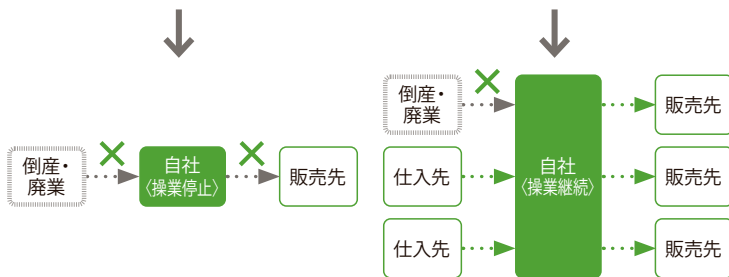 倒産・
廃業
自社
〈操業停止〉
販売先
倒産・
廃業
仕入先
仕入先
自社
〈操業継続〉
販売先
販売先
販売先